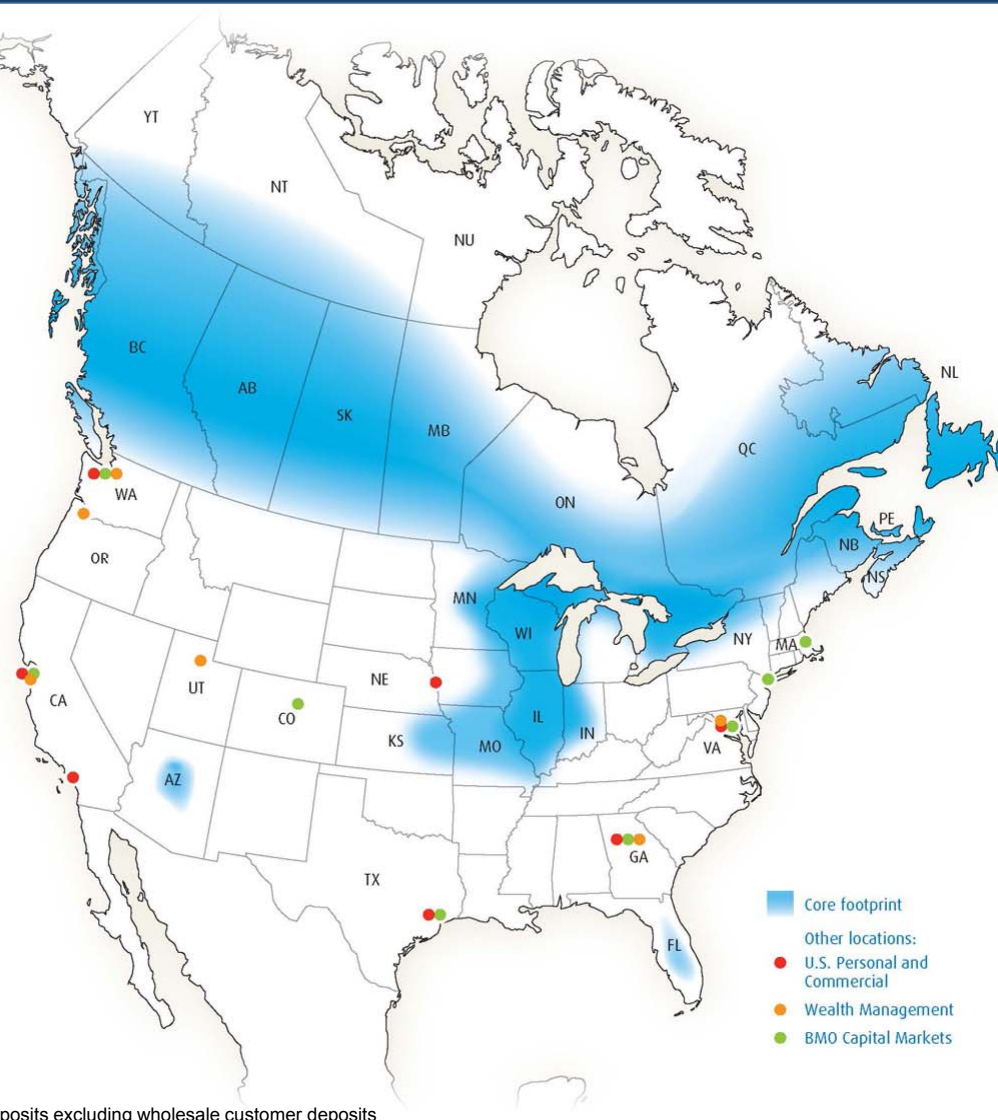 YT
NT
NU
BC
AB
SK
MB
ON
QC
NL
PE
NB
NS
WA
OR
MN
WI
NY
MA
CA
UT
CO
NE
KS
MO
IL
IN
VA
AZ
TX
GA
FL
Core footprint
Other locations:
U.S. Personal and
Commercial
Wealth Management
BMO Capital Markets
posits excluding wholesale customer deposits